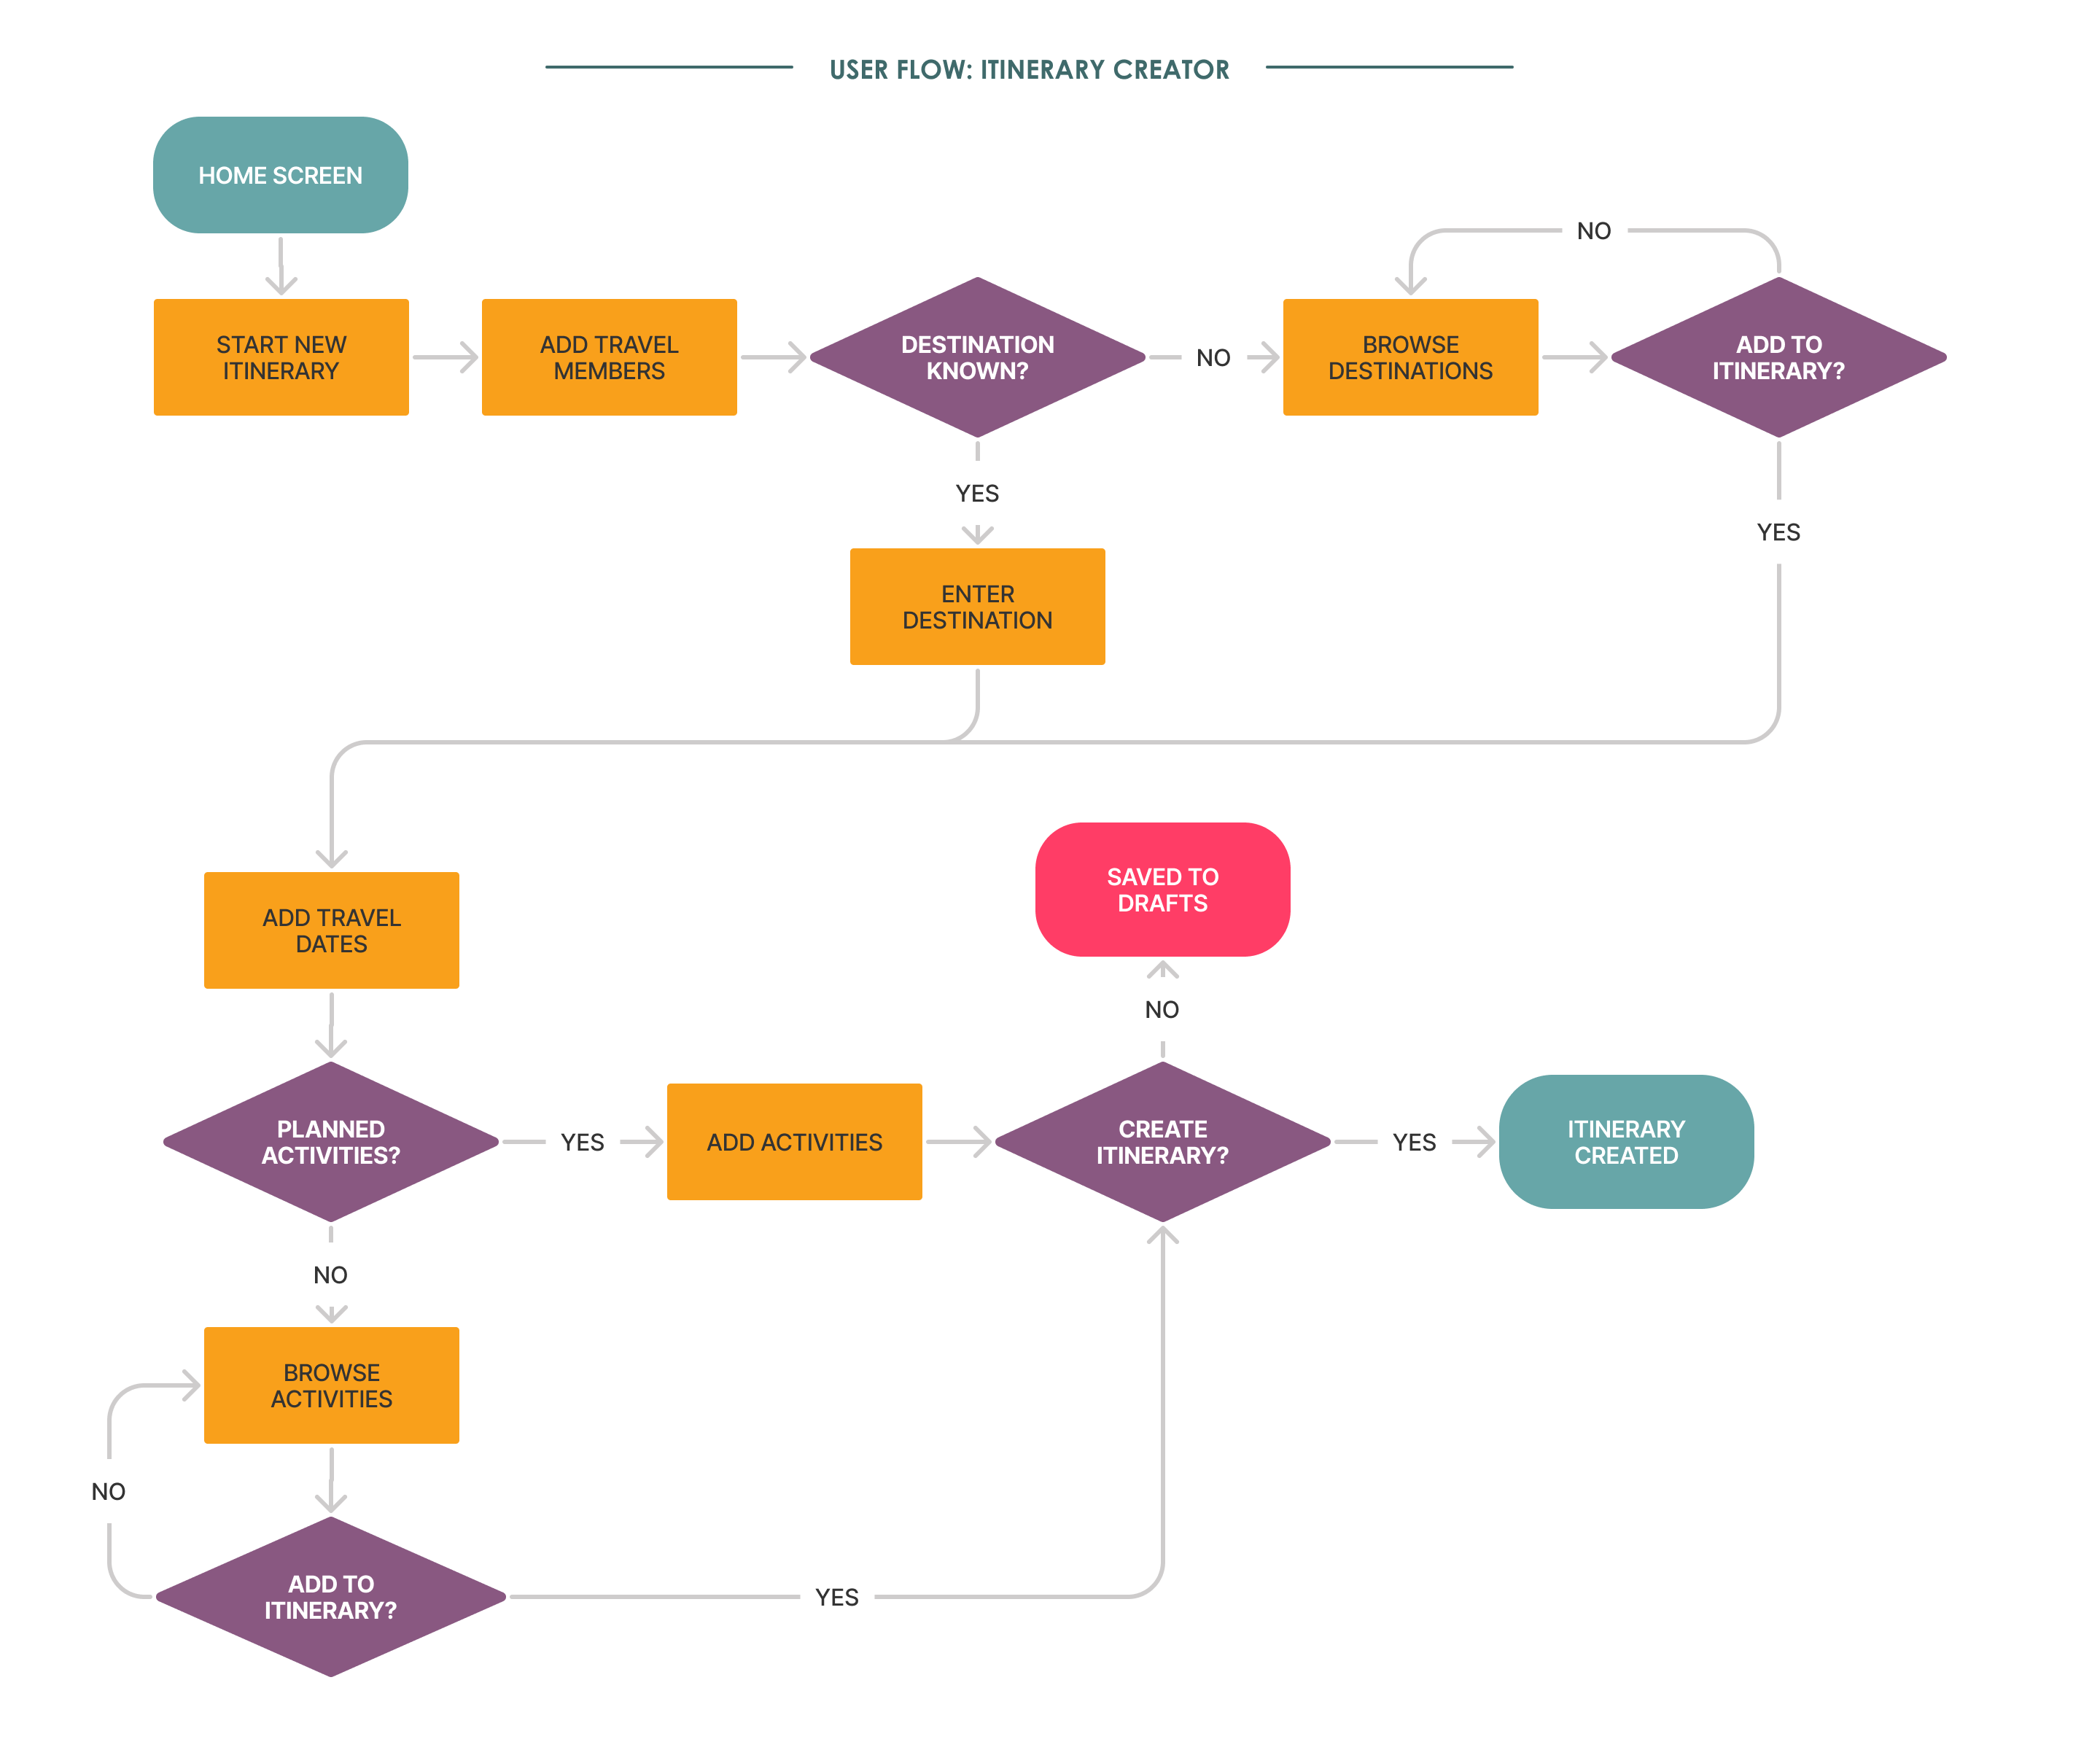 USER FLOW: ITINERARY CREATOR
HOME SCREEN
NO
START NEW
ITINERARY
ADD TRAVEL
MEMBERS
DESTINATION
KNOWN?
NO
BROWSE
DESTINATIONS
ADD TO
ITINERARY?
YES
YES
ENTER
DESTINATION
SAVED TO
DRAFTS
ADD TRAVEL
DATES
NO
PLANNED
ACTIVITIES?
YES
ADD ACTIVITIES
CREATE
ITINERARY?
YES
ITINERARY
CREATED
NO
BROWSE
ACTIVITIES
NO
ADD TO
ITINERARY?
YES